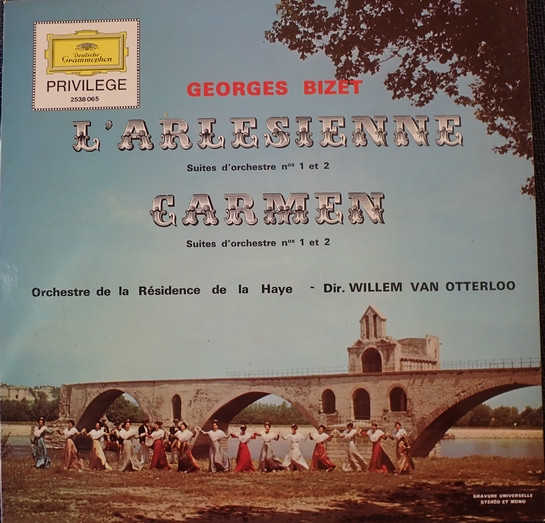 Deutsche
Grammophon
PRIVILEGE
2538 065
GEORGES BIZET
L'ARLESIENNE
Suites d'orchestre nos 1 et 2
CARMEN
Suites d'orchestre nos 1 et 2
Orchestre de la Résidence de la Haye - Dir. WILLEM VAN OTTERLOO
GRAVURE UNIVERSELLE
STÉRÉO ET MONO